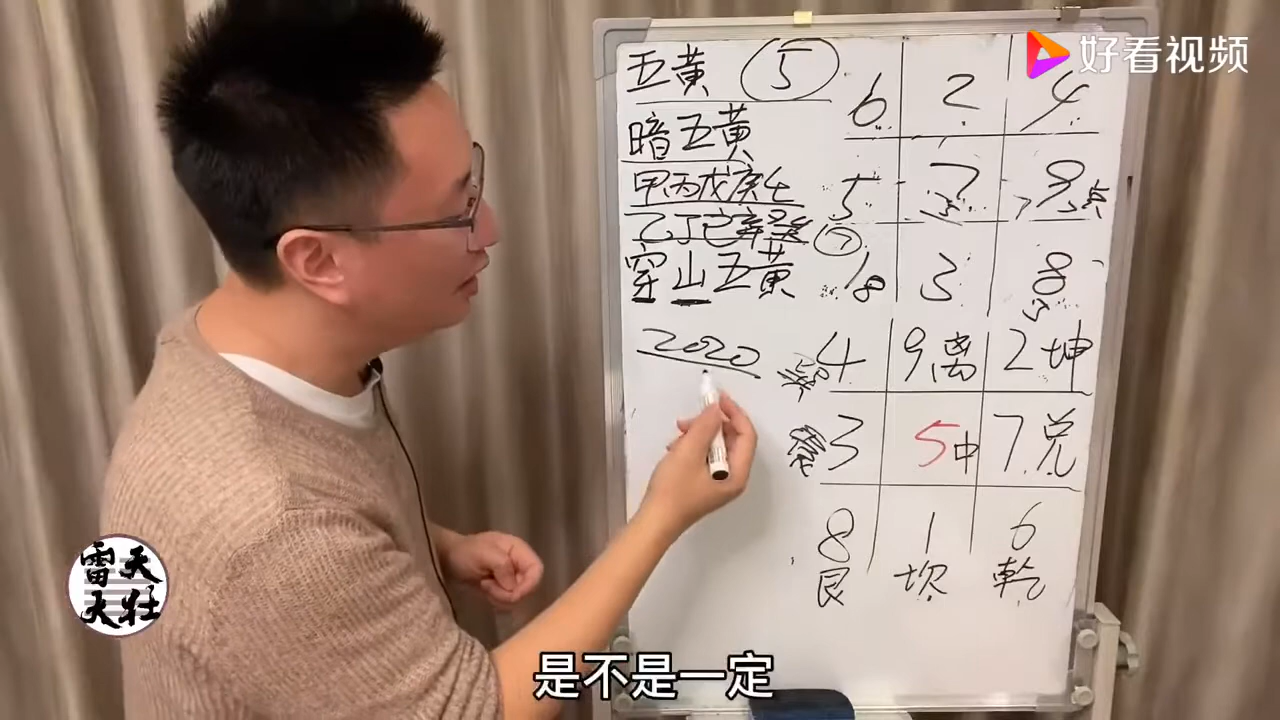 好看视频
五黄 5
暗五黄
甲丙戊庚壬
乙丁己辛癸 7
穿山五黄
2020
6 2 4
5 7 9
1 3 8
4 9离 2坤
3 5中 7兑
8 1 6
艮 坎 乾
雷天
大壮
是不是一定